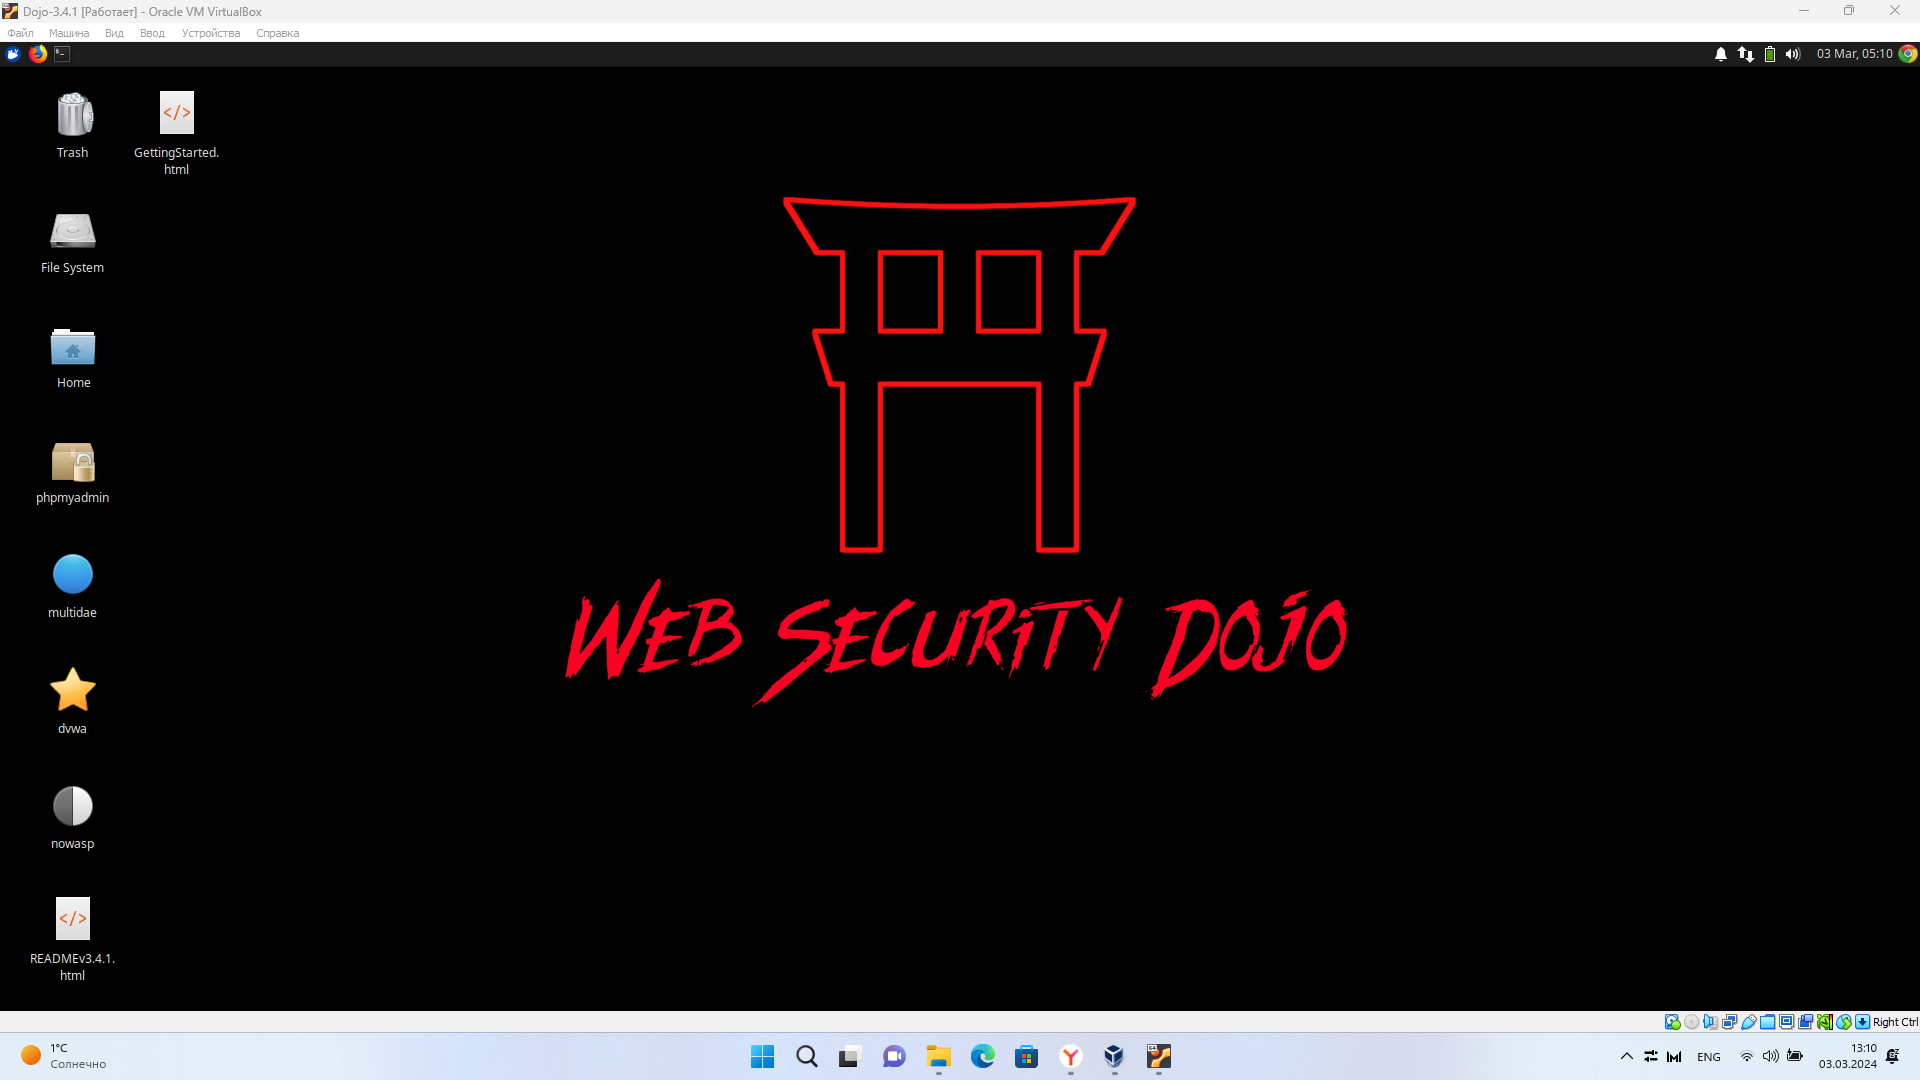 Dojo-3.4.1 [Работает] - Oracle VM VirtualBox
Файл Машина Вид Ввод Устройства Справка
03 Mar, 05:10
Trash
GettingStarted.
html
File System
Home
phpmyadmin
multidae
WEB SECURITY DOJO
dvwa
nowasp
READMEv3.4.1.
html
Right Ctrl
1°C
Солнечно
ENG
13:10
03.03.2024